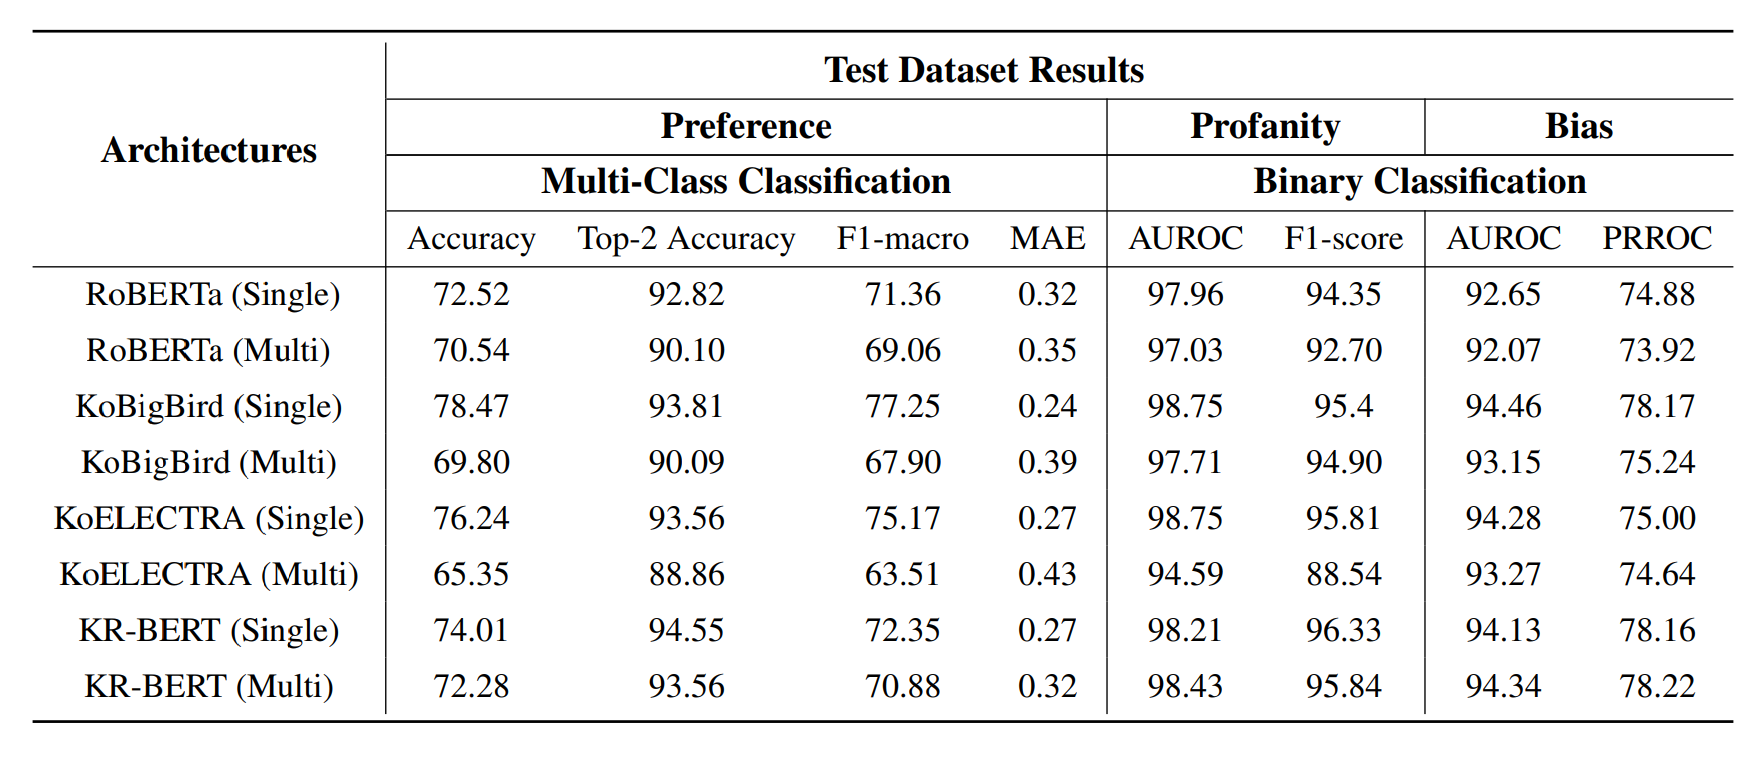 Test Dataset Results
Architectures
Preference Profanity Bias
Multi-Class Classification Binary Classification
Accuracy Top-2 Accuracy F1-macro MAE AUROC F1-score AUROC PRROC
RoBERTa (Single) 72.52 92.82 71.36 0.32 97.96 94.35 92.65 74.88
RoBERTa (Multi) 70.54 90.10 69.06 0.35 97.03 92.70 92.07 73.92
KoBigBird (Single) 78.47 93.81 77.25 0.24 98.75 95.4 94.46 78.17
KoBigBird (Multi) 69.80 90.09 67.90 0.39 97.71 94.90 93.15 75.24
KoELECTRA (Single) 76.24 93.56 75.17 0.27 98.75 95.81 94.28 75.00
KoELECTRA (Multi) 65.35 88.86 63.51 0.43 94.59 88.54 93.27 74.64
KR-BERT (Single) 74.01 94.55 72.35 0.27 98.21 96.33 94.13 78.16
KR-BERT (Multi) 72.28 93.56 70.88 0.32 98.43 95.84 94.34 78.22